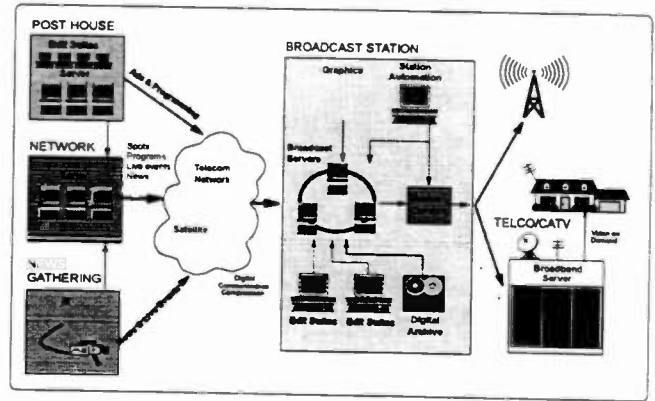 POST HOUSE
Edit Suites
Server
Ads & Programming
NETWORK
Spots
Programs
Live events
News
NEWS
GATHERING
Telecom
Network
Satellite
Digital
Compression
BROADCAST STATION
Graphics
Station
Automation
Broadcast
Servers
Edit Suites
Edit Suites
Digital
Archive
TELCO/CATV
Video on
Demand
Broadband
Server